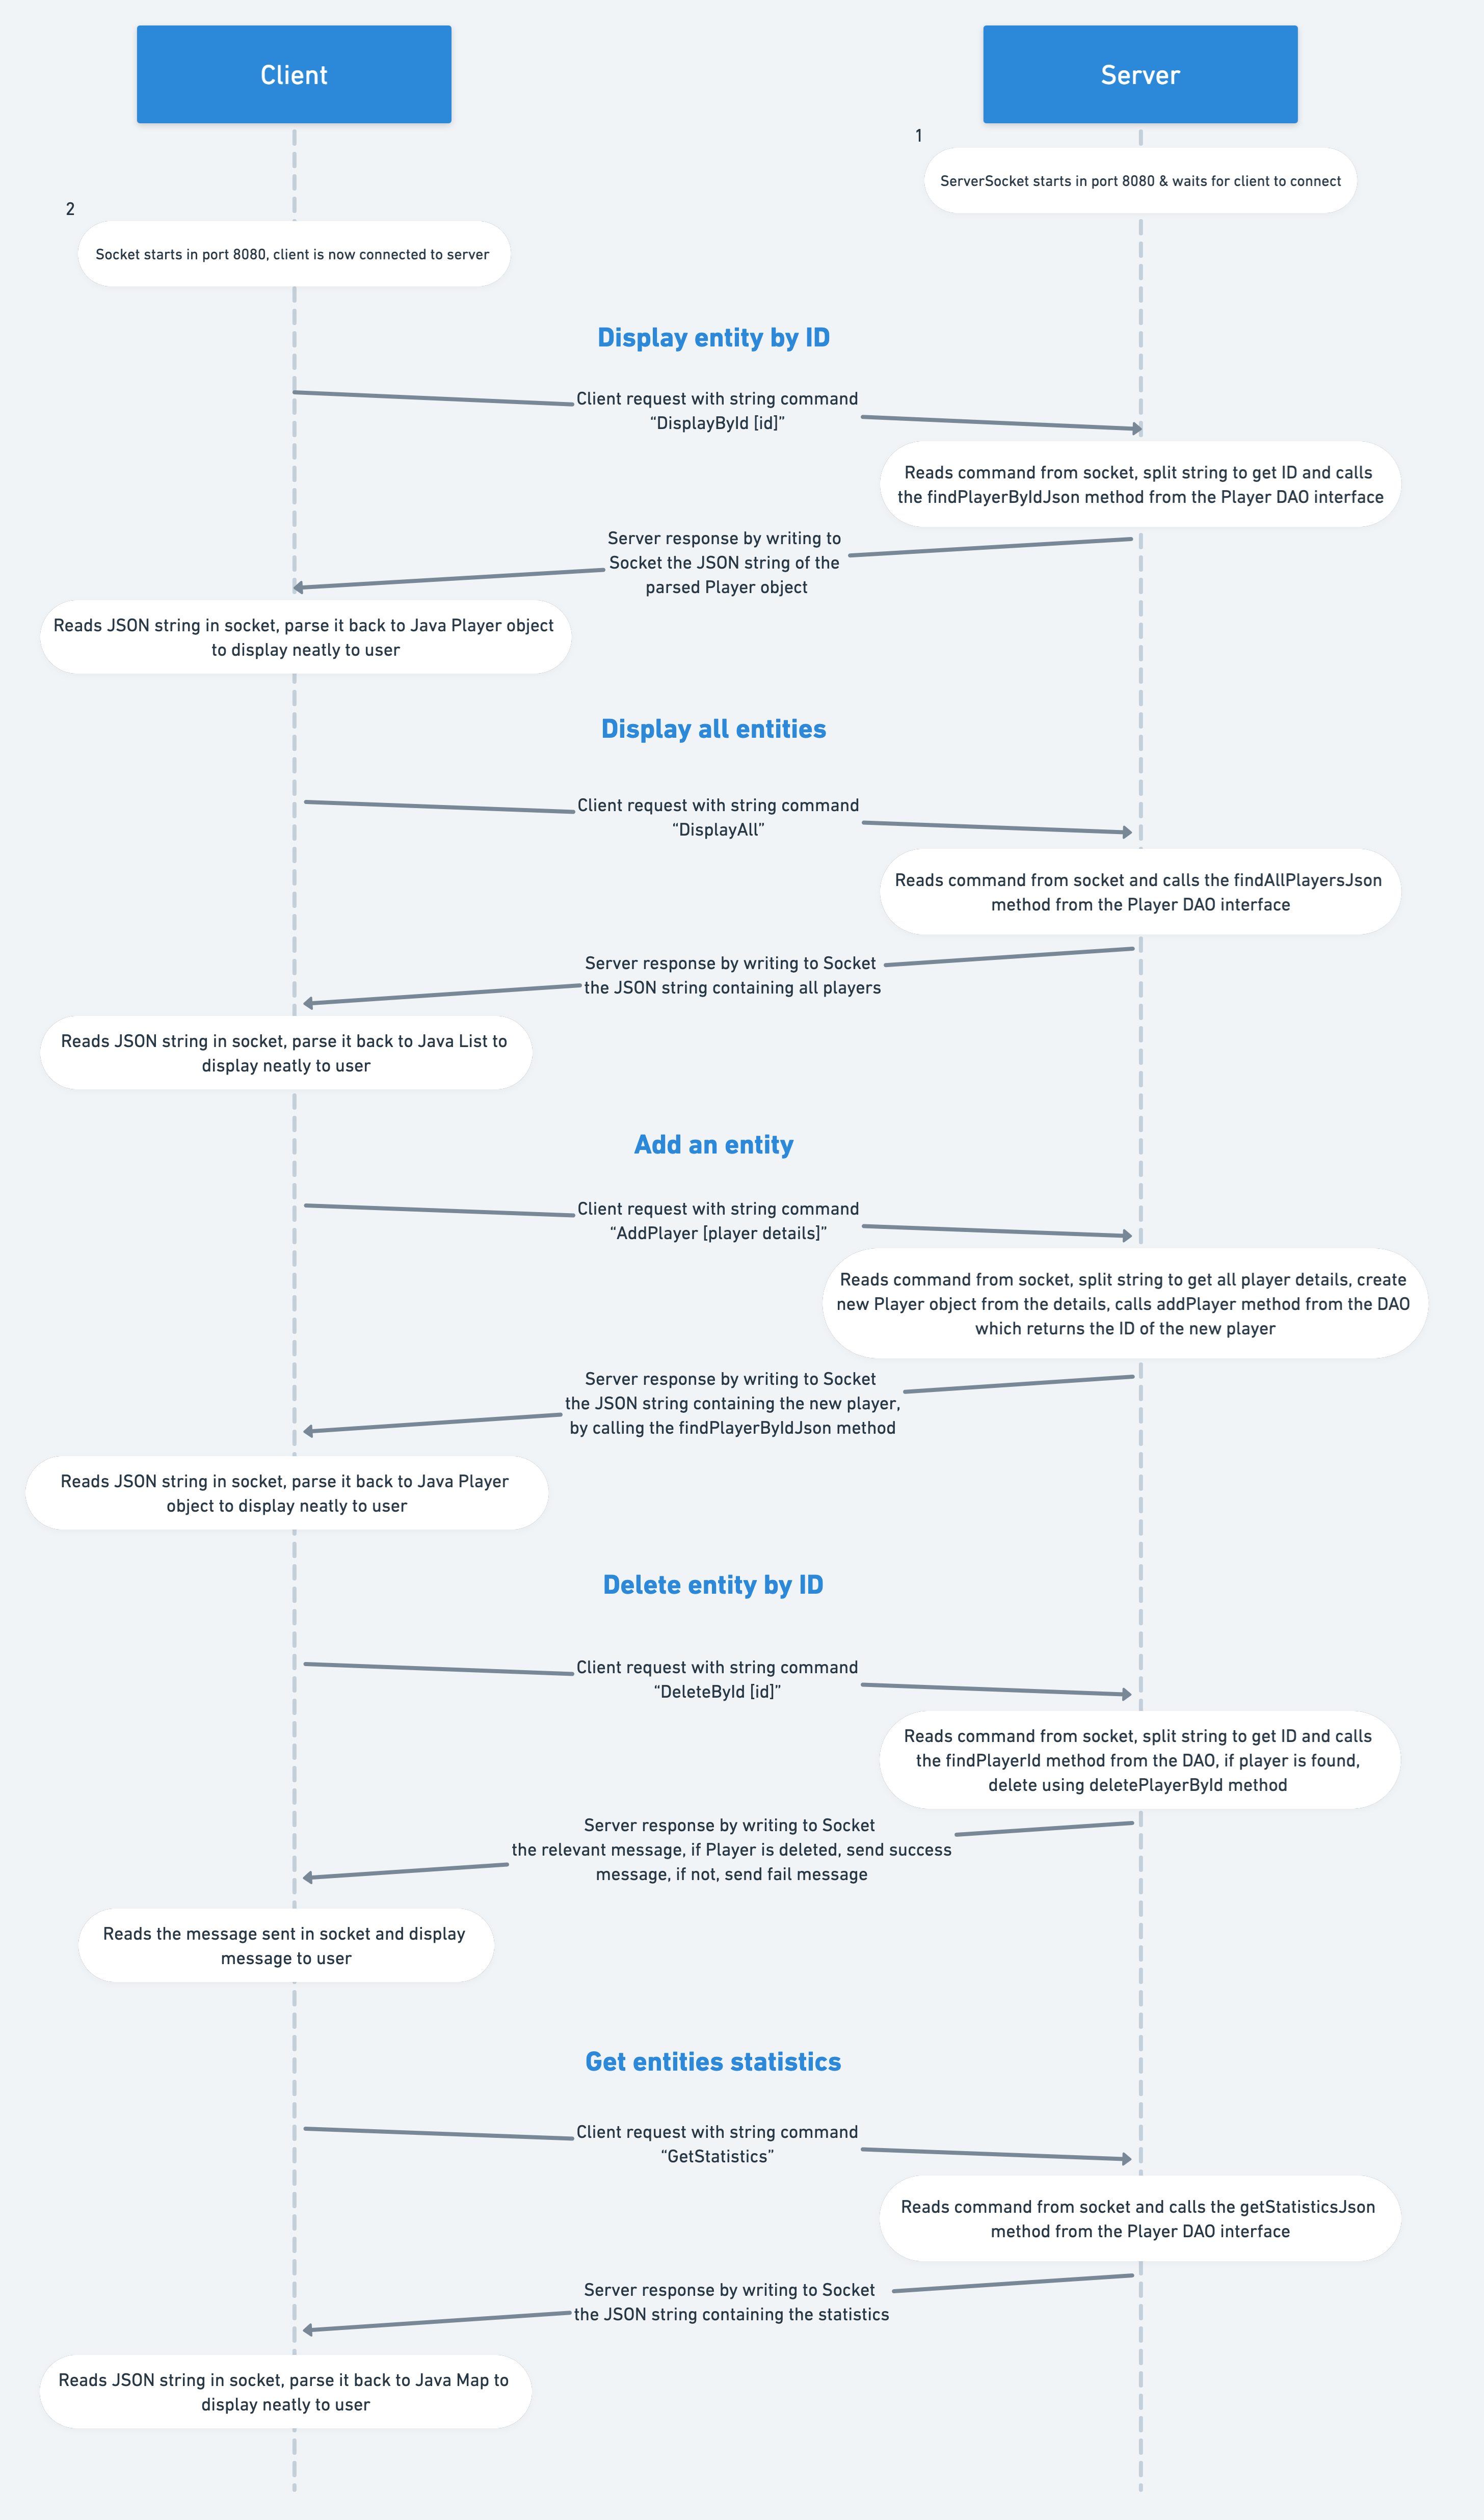 Client
Server
1
ServerSocket starts in port 8080 & waits for client to connect
2
Socket starts in port 8080, client is now connected to server
Display entity by ID
Client request with string command
“DisplayById [id]”
Reads command from socket, split string to get ID and calls
the findPlayerByIdJson method from the Player DAO interface
Server response by writing to
Socket the JSON string of the
parsed Player object
Reads JSON string in socket, parse it back to Java Player object
to display neatly to user
Display all entities
Client request with string command
“DisplayAll”
Reads command from socket and calls the findAllPlayersJson
method from the Player DAO interface
Server response by writing to Socket
the JSON string containing all players
Reads JSON string in socket, parse it back to Java List to
display neatly to user
Add an entity
Client request with string command
“AddPlayer [player details]”
Reads command from socket, split string to get all player details, create
new Player object from the details, calls addPlayer method from the DAO
which returns the ID of the new player
Server response by writing to Socket
the JSON string containing the new player,
by calling the findPlayerByIdJson method
Reads JSON string in socket, parse it back to Java Player
object to display neatly to user
Delete entity by ID
Client request with string command
“DeleteById [id]”
Reads command from socket, split string to get ID and calls
the findPlayerId method from the DAO, if player is found,
delete using deletePlayerById method
Server response by writing to Socket
the relevant message, if Player is deleted, send success
message, if not, send fail message
Reads the message sent in socket and display
message to user
Get entities statistics
Client request with string command
“GetStatistics”
Reads command from socket and calls the getStatisticsJson
method from the Player DAO interface
Server response by writing to Socket
the JSON string containing the statistics
Reads JSON string in socket, parse it back to Java Map to
display neatly to user